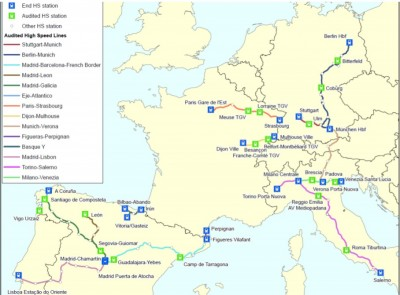 End HS station
Audited HS station
Other HS station
Audited High Speed Lines
Stuttgart-Munich
Berlin-Munich
Madrid-Barcelona-French Border
Madrid-Leon
Madrid-Galicia
Eje-Atlantico
Paris-Strasbourg
Dijon-Mulhouse
Munich-Verona
Figueras-Perpignan
Basque Y
Madrid-Lisbon
Torino-Salerno
Milano-Venezia
Berlin Hbf
Bitterfeld
Coburg
Paris Gare de l'Est
Lorraine TGV
Meuse TGV
Stuttgart
Strasbourg
Ulm
München Hbf
Mulhouse Ville
Dijon Ville
Belfort-Montbéliard TGV
Besançon
Franche-Comté TGV
Brescia
Padova
Milano Centrale
Venezia Santa Lucia
Verona Porta Nuova
Torino Porta Nuova
Reggio Emilia
AV Mediopadana
A Coruña
Santiago de Compostela
Bilbao-Abando
Irún
León
Vigo Urzaiz
Vitoria/Gasteiz
Perpignan
Figueres Vilafant
Segovia-Guiomar
Roma Tiburtina
Madrid-Chamartín
Guadalajara-Yebes
Camp de Tarragona
Madrid Puerta de Atocha
Salerno
Lisboa Estação do Oriente